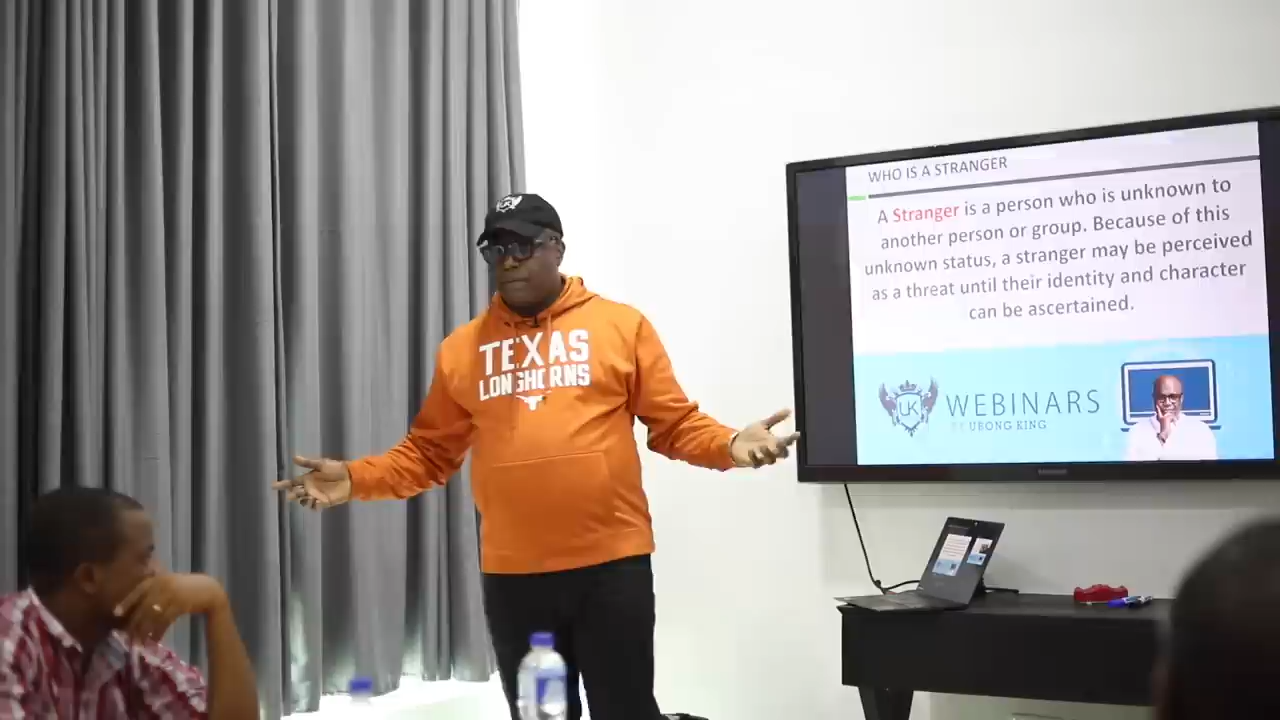 UK
TEXAS
LONGHORNS
WHO IS A STRANGER
A Stranger is a person who is unknown to
another person or group. Because of this
unknown status, a stranger may be perceived
as a threat until their identity and character
can be ascertained.
UK
WEBINARS
BY UBONG KING